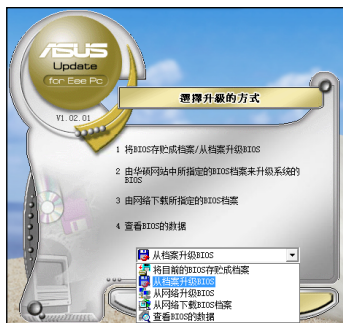 ASUS
Update
for Eee Pc
V1.02.01
選擇升級的方式
1 将BIOS存贮成档案/从档案升级BIOS
2 由华硕网站中所指定的BIOS档案来升级系统的
BIOS
3 由网络下载所指定的BIOS档案
4 查看BIOS的数据
从档案升级BIOS
将目前的BIOS存贮成档案
从档案升级BIOS
从网络升级BIOS
从网络下载BIOS档案
查看BIOS的数据